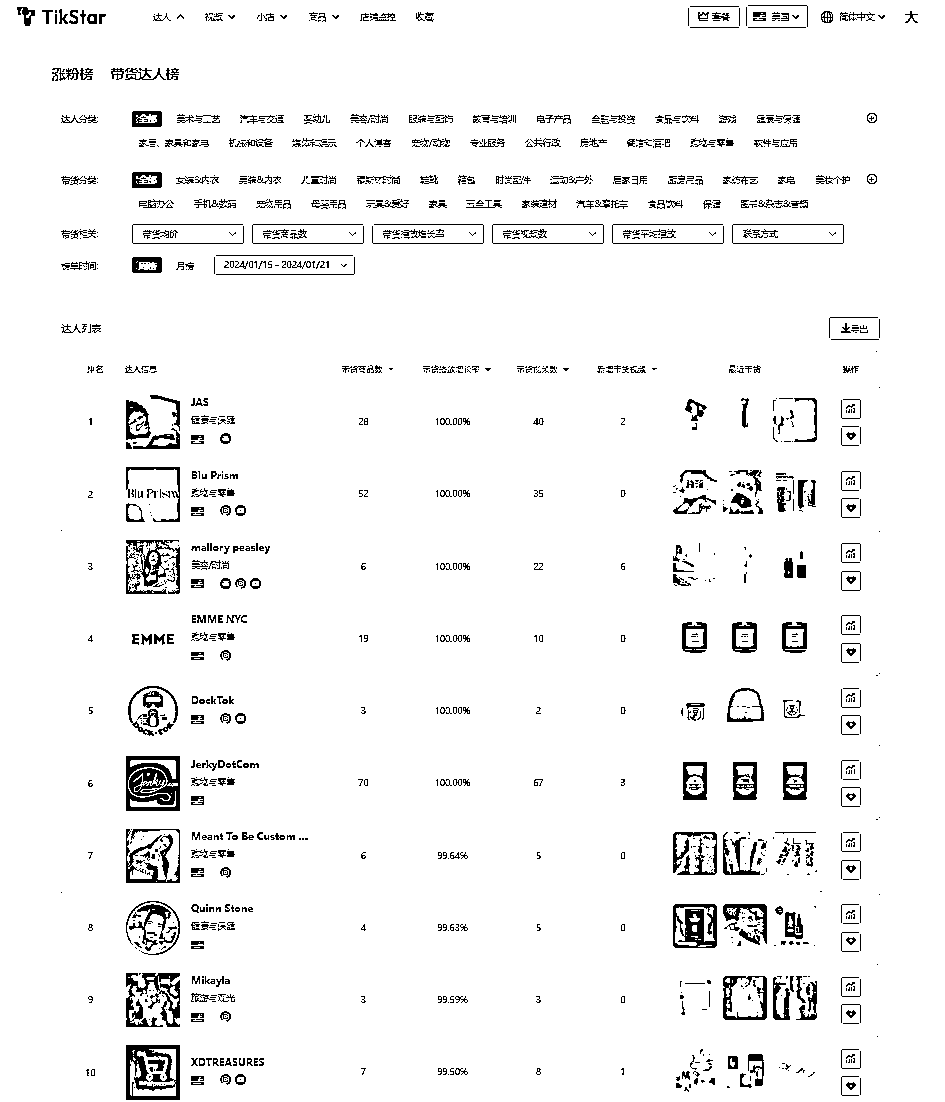 TikStar 达人 视频 小店 商品 店铺监控 收藏 套餐 美国 简体中文 大
涨粉榜 带货达人榜
达人分类: 全部 美术与工艺 汽车与交通 婴幼儿 美容/时尚 服装与配饰 教育与培训 电子产品 金融与投资 食品与饮料 游戏 健康与保健
家居、家具和家电 机械和设备 媒体和娱乐 个人博客 宠物/动物 专业服务 公共行政 房地产 餐馆和酒吧 购物与零售 软件与应用
带货分类: 全部 女装&内衣 男装&内衣 儿童时尚 穆斯林时尚 鞋靴 箱包 时尚配件 运动&户外 居家日用 厨房用品 家纺布艺 家电 美妆个护
电脑办公 手机&数码 宠物用品 母婴用品 玩具&爱好 家具 五金工具 家装建材 汽车&摩托车 食品饮料 保健 图书&杂志&音频
带货相关: 带货均价 带货商品数 带货播放增长率 带货视频数 带货平均播放 联系方式
榜单时间: 周榜 月榜 2024/01/15 - 2024/01/21
达人列表 导出
排名 达人信息 带货商品数 带货播放增长率 带货视频数 新增带货视频 最近带货 操作
JAS
1 健康与保健 28 100.00% 40 2
Blu Prism
2 Blu Prism 购物与零售 52 100.00% 35 0
mallory peasley
3 美容/时尚 6 100.00% 22 6
EMME NYC
4 EMME 购物与零售 19 100.00% 10 0
5 DockTok 3 100.00% 2 0
DOCK-TOK
JerkyDotCom
6 Jerky 购物与零售 70 100.00% 67 3
Meant To Be Custom ...
7 购物与零售 6 99.64% 5 0
Quinn Stone
8 健康与保健 4 99.63% 5 0
Mikayla
9 旅游与观光 3 99.59% 3 0
XDTREASURES
10 7 99.50% 8 1